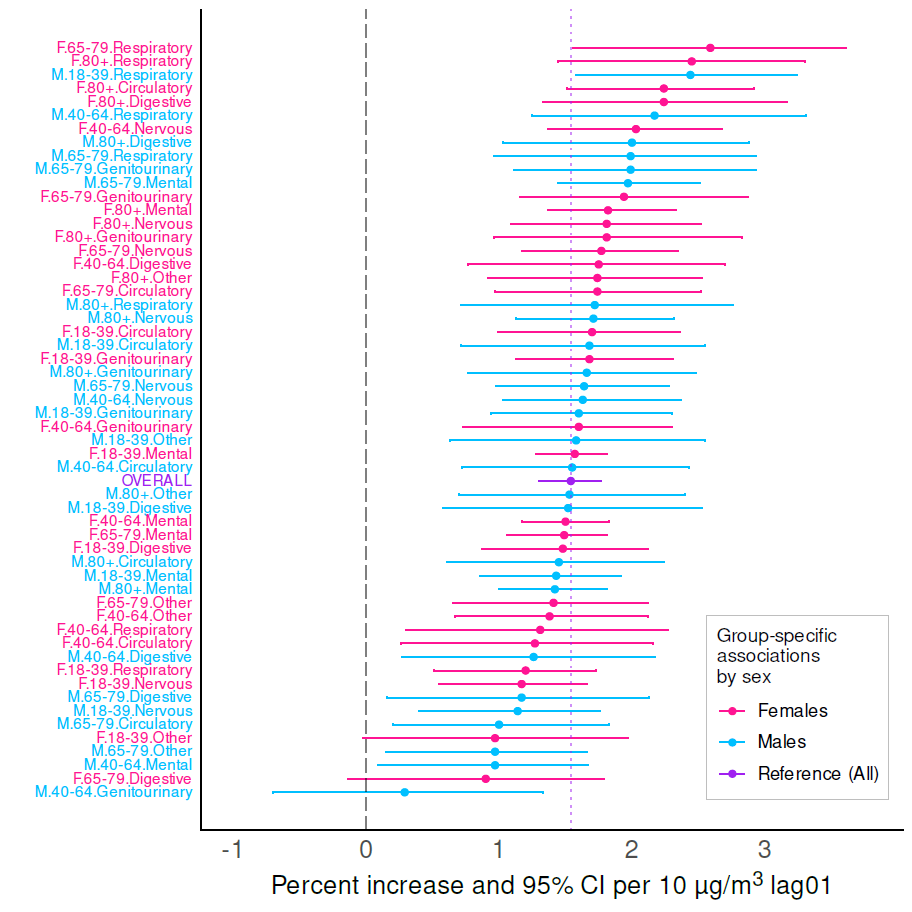 F.65-79.Respiratory
F.80+.Respiratory
M.18-39.Respiratory
F.80+.Circulatory
F.80+.Digestive
M.40-64.Respiratory
F.40-64.Nervous
M.80+.Digestive
M.65-79.Respiratory
M.65-79.Genitourinary
M.65-79.Mental
F.65-79.Genitourinary
F.80+.Mental
F.80+.Nervous
F.80+.Genitourinary
F.65-79.Nervous
F.40-64.Digestive
F.80+.Other
F.65-79.Circulatory
M.80+.Respiratory
M.80+.Nervous
F.18-39.Circulatory
M.18-39.Circulatory
F.18-39.Genitourinary
M.80+.Genitourinary
M.65-79.Nervous
M.40-64.Nervous
M.18-39.Genitourinary
F.40-64.Genitourinary
M.18-39.Other
F.18-39.Mental
M.40-64.Circulatory
OVERALL
M.80+.Other
M.18-39.Digestive
F.40-64.Mental
F.65-79.Mental
F.18-39.Digestive
M.80+.Circulatory
M.18-39.Mental
M.80+.Mental
F.65-79.Other
F.40-64.Other
F.40-64.Respiratory
F.40-64.Circulatory
M.40-64.Digestive
F.18-39.Respiratory
F.18-39.Nervous
M.65-79.Digestive
M.18-39.Nervous
M.65-79.Circulatory
F.18-39.Other
M.65-79.Other
M.40-64.Mental
F.65-79.Digestive
M.40-64.Genitourinary
Group-specific
associations
by sex
Females
Males
Reference (All)
-1 0 1 2 3
Percent increase and 95% CI per 10 μg/m³ lag01